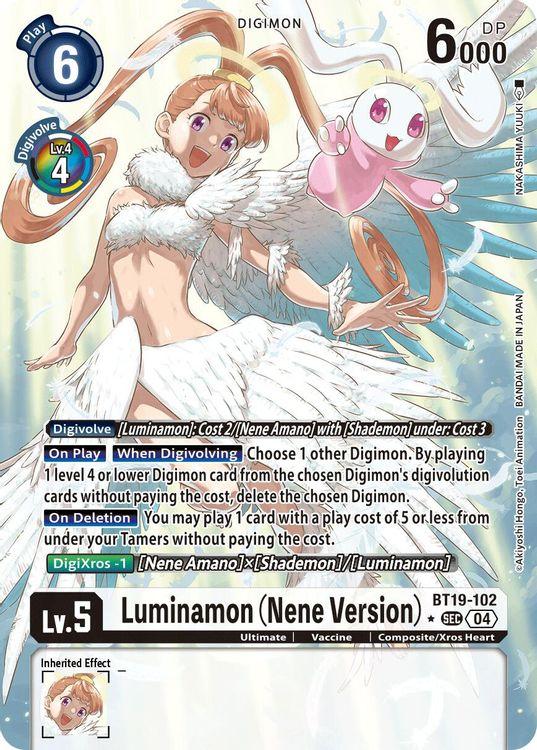 DIGIMON
Play
6
DP
6000
Digivolve
Lv.4
4
NAKASHIMA YUUKI
BANDAI MADE IN JAPAN
©Akiyoshi Hongo, Toei Animation
Digivolve [Luminamon]: Cost 2/[Nene Amano] with [Shademon] under: Cost 3
On Play When Digivolving Choose 1 other Digimon. By playing
1 level 4 or lower Digimon card from the chosen Digimon's digivolution
cards without paying the cost, delete the chosen Digimon.
On Deletion You may play 1 card with a play cost of 5 or less from
under your Tamers without paying the cost.
DigiXros -1 [Nene Amano]×[Shademon]/[Luminamon]
Lv.5
Luminamon (Nene Version)
BT19-102
★ SEC 04
Ultimate | Vaccine | Composite/Xros Heart
Inherited Effect
–